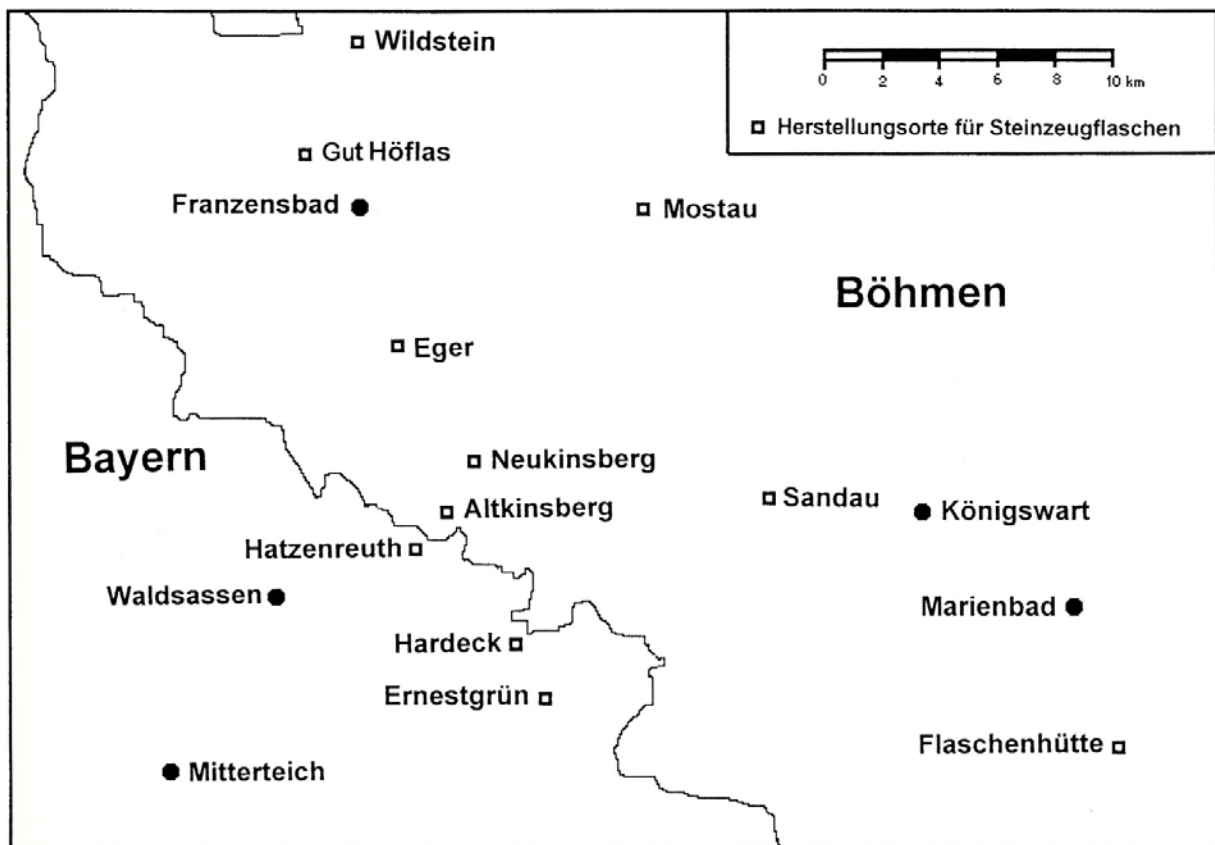 Wildstein
0 2 4 6 8 10 km
Herstellungsorte für Steinzeugflaschen
Gut Höflas
Franzensbad
Mostau
Böhmen
Eger
Bayern
Neukinsberg
Sandau
Altkinsberg
Königswart
Hatzenreuth
Waldsassen
Marienbad
Hardeck
Ernestgrün
Flaschenhütte
Mitterteich